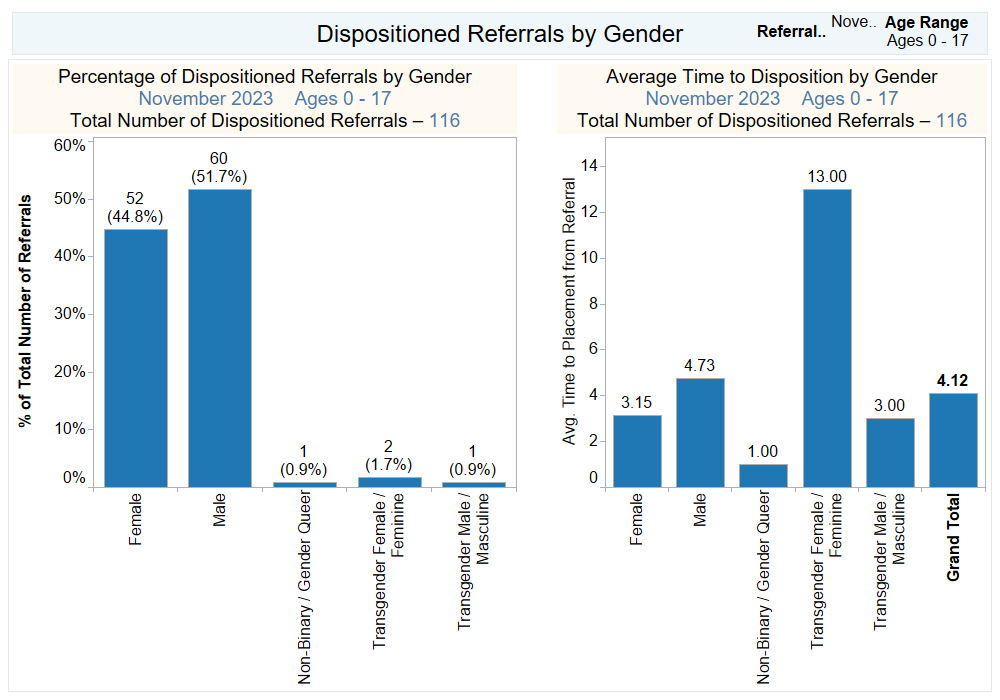 Dispositioned Referrals by Gender
Referral.. Nove.. Age Range
Ages 0 - 17
Percentage of Dispositioned Referrals by Gender
November 2023 Ages 0 - 17
Total Number of Dispositioned Referrals – 116
% of Total Number of Referrals
60%
50%
40%
30%
20%
10%
0%
52
(44.8%)
60
(51.7%)
1
(0.9%)
2
(1.7%)
1
(0.9%)
Female
Male
Non-Binary / Gender Queer
Transgender Female /
Feminine
Transgender Male /
Masculine
Average Time to Disposition by Gender
November 2023 Ages 0 - 17
Total Number of Dispositioned Referrals – 116
Avg. Time to Placement from Referral
14
12
10
8
6
4
2
0
3.15
4.73
1.00
13.00
3.00
4.12
Female
Male
Non-Binary / Gender Queer
Transgender Female /
Feminine
Transgender Male /
Masculine
Grand Total